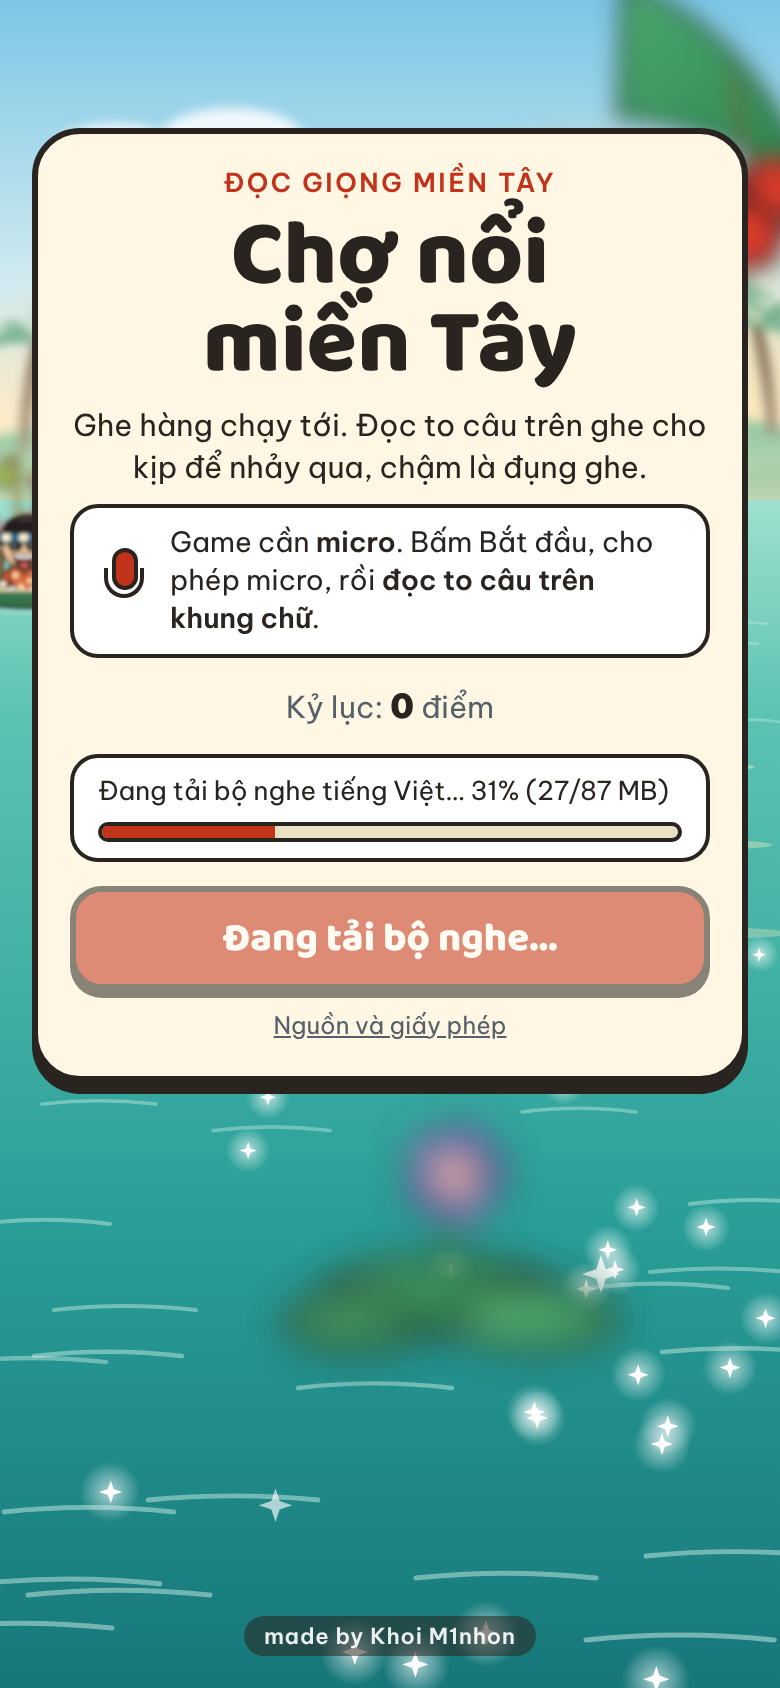 ĐỌC GIỌNG MIỀN TÂY
Chợ nổi
miền Tây
Ghe hàng chạy tới. Đọc to câu trên ghe cho
kịp để nhảy qua, chậm là đụng ghe.
Game cần micro. Bấm Bắt đầu, cho
phép micro, rồi đọc to câu trên
khung chữ.
Kỷ lục: 0 điểm
Đang tải bộ nghe tiếng Việt... 31% (27/87 MB)
Đang tải bộ nghe...
Nguồn và giấy phép
made by Khoi M1nhon